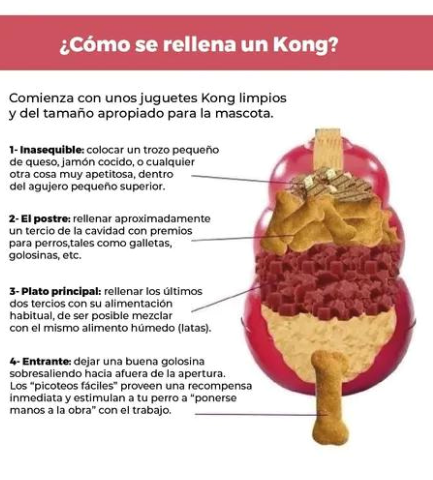 ¿Cómo se rellena un Kong?
Comienza con unos juguetes Kong limpios
y del tamaño apropiado para la mascota.
1- Inasequible: colocar un trozo pequeño
de queso, jamón cocido, o cualquier
otra cosa muy apetitosa, dentro
del agujero pequeño superior.
2- El postre: rellenar aproximadamente
un tercio de la cavidad con premios
para perros,tales como galletas,
golosinas, etc.
3- Plato principal: rellenar los últimos
dos tercios con su alimentación
habitual, de ser posible mezclar
con el mismo alimento húmedo (latas).
4- Entrante: dejar una buena golosina
sobresaliendo hacia afuera de la apertura.
Los "picoteos fáciles" proveen una recompensa
inmediata y estimulan a tu perro a "ponerse
manos a la obra" con el trabajo.